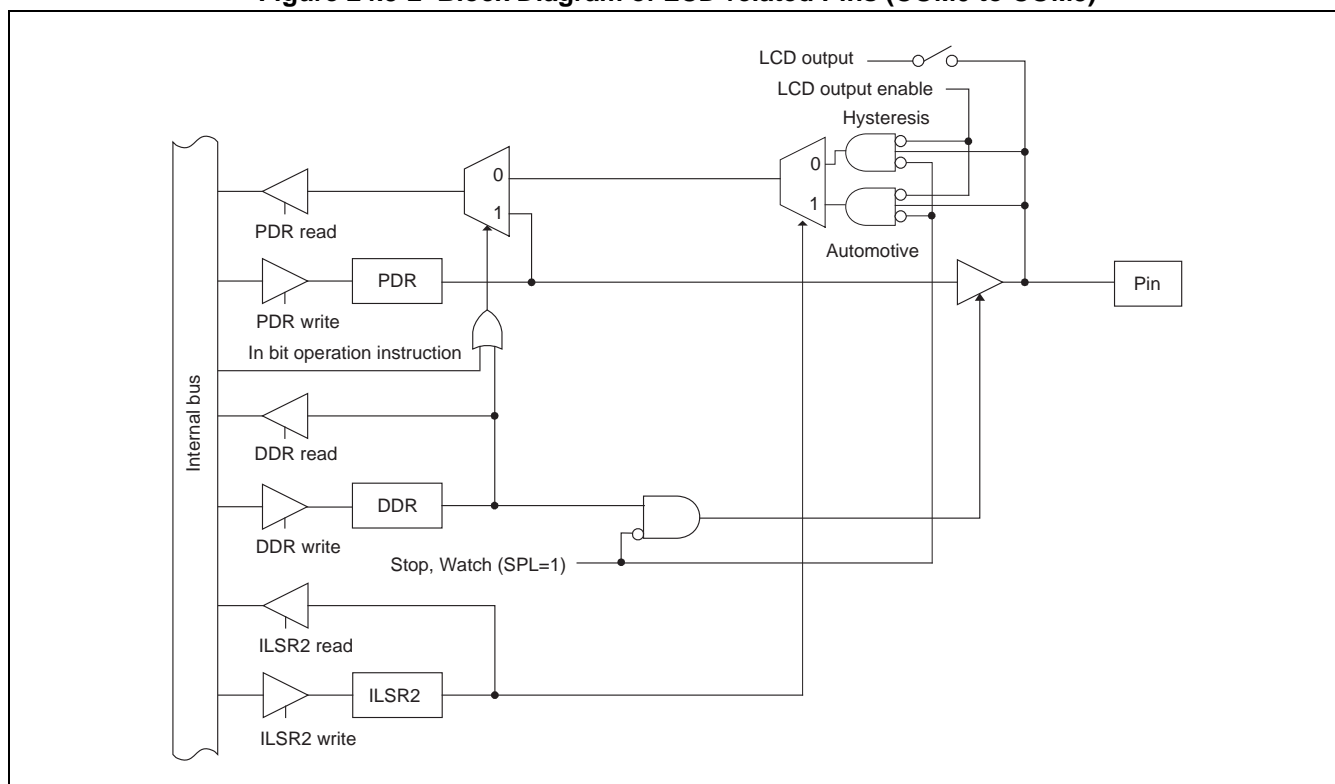 LCD output
LCD output enable
Hysteresis
0
1
0
1
Automotive
PDR read
PDR
Pin
PDR write
In bit operation instruction
Internal bus
DDR read
DDR
DDR write
Stop, Watch (SPL=1)
ILSR2 read
ILSR2
ILSR2 write